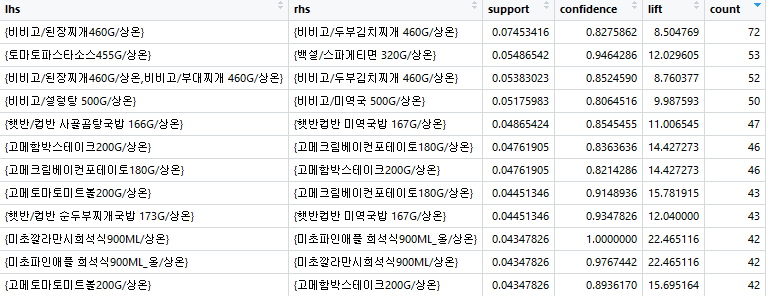 lhs rhs support confidence lift count
{비비고/된장찌개460G/상온} {비비고/두부김치찌개 460G/상온} 0.07453416 0.8275862 8.504769 72
{토마토파스타소스455G/상온} {백설/스파게티면 320G/상온} 0.05486542 0.9464286 12.029605 53
{비비고/된장찌개460G/상온,비비고/부대찌개 460G/상온} {비비고/두부김치찌개 460G/상온} 0.05383023 0.8524590 8.760377 52
{비비고/설렁탕 500G/상온} {비비고/미역국 500G/상온} 0.05175983 0.8064516 9.987593 50
{햇반/컵반 사골곰탕국밥 166G/상온} {햇반컵반 미역국밥 167G/상온} 0.04865424 0.8545455 11.006545 47
{고메함박스테이크200G/상온} {고메크림베이컨포테이토180G/상온} 0.04761905 0.8363636 14.427273 46
{고메크림베이컨포테이토180G/상온} {고메함박스테이크200G/상온} 0.04761905 0.8214286 14.427273 46
{고메토마토미트볼200G/상온} {고메크림베이컨포테이토180G/상온} 0.04451346 0.9148936 15.781915 43
{햇반/컵반 순두부찌개국밥 173G/상온} {햇반컵반 미역국밥 167G/상온} 0.04451346 0.9347826 12.040000 43
{미초깔라만시희석식900ML/상온} {미초파인애플 희석식900ML_옹/상온} 0.04347826 1.0000000 22.465116 42
{미초파인애플 희석식900ML_옹/상온} {미초깔라만시희석식900ML/상온} 0.04347826 0.9767442 22.465116 42
{고메토마토미트볼200G/상온} {고메함박스테이크200G/상온} 0.04347826 0.8936170 15.695164 42